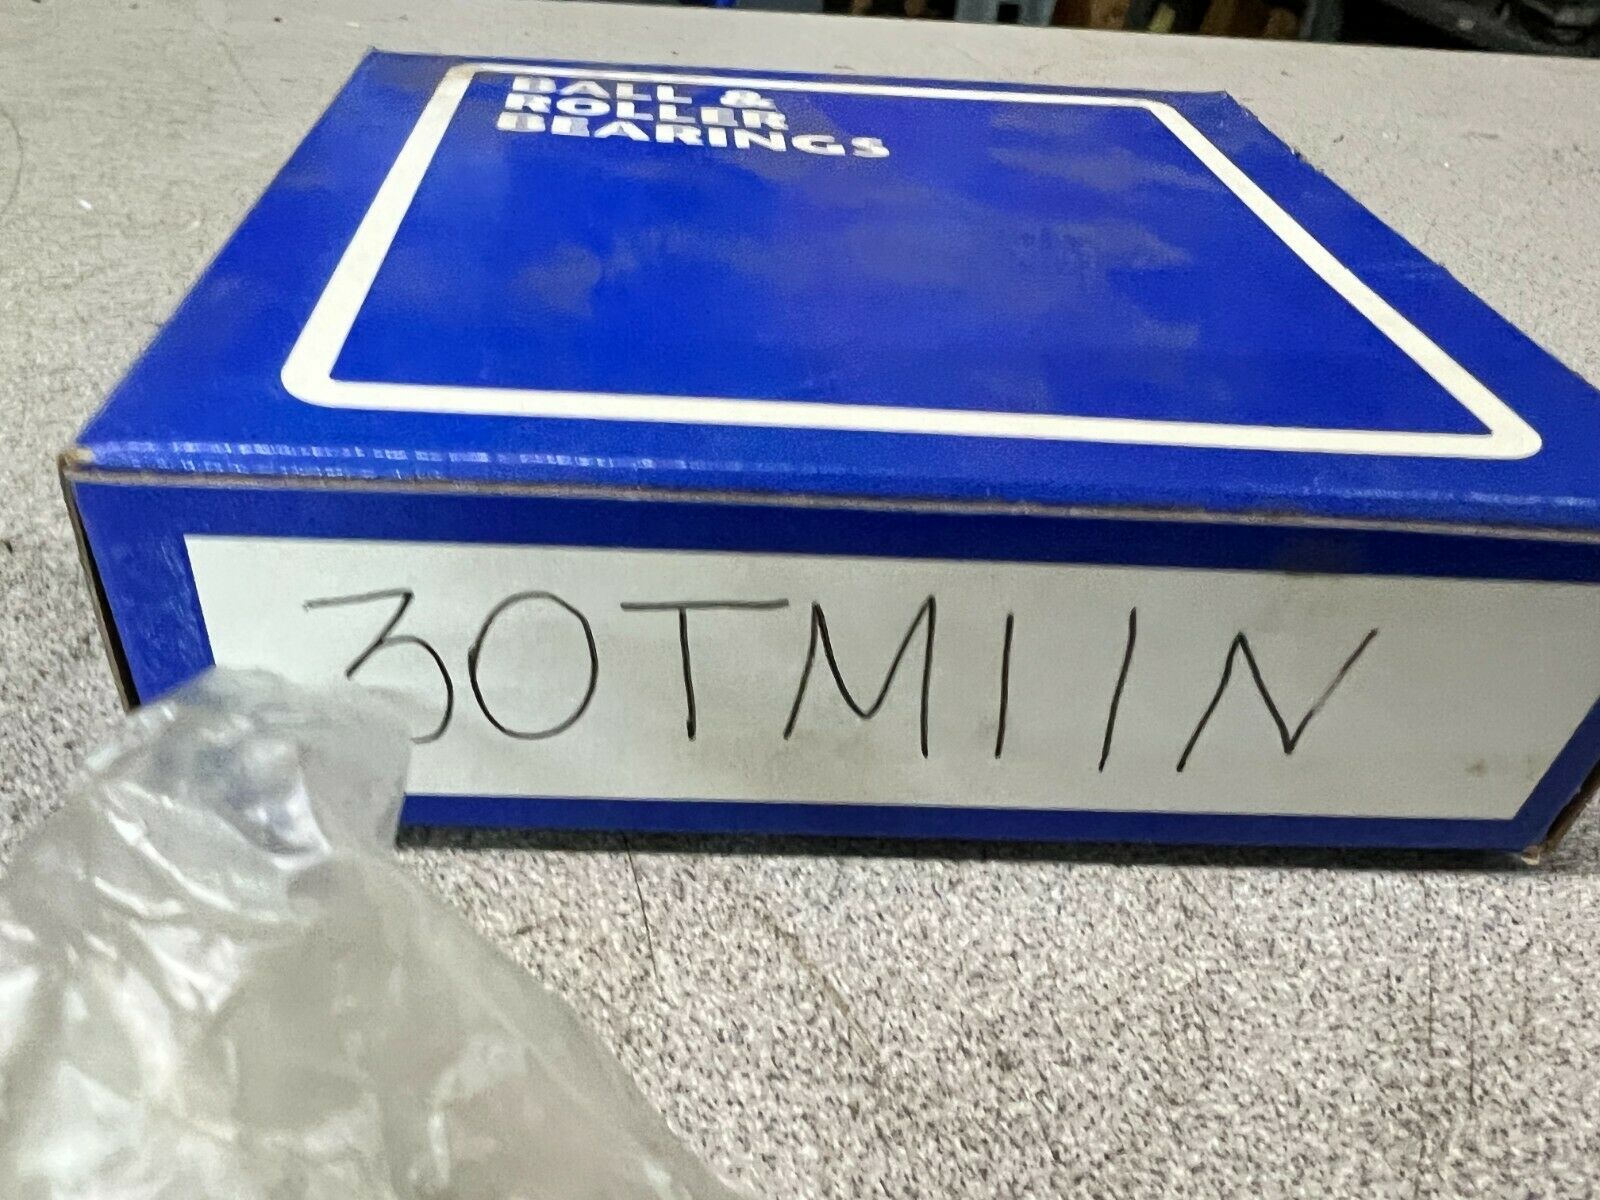 BALL &
ROLLER
BEARINGS
30TM11N